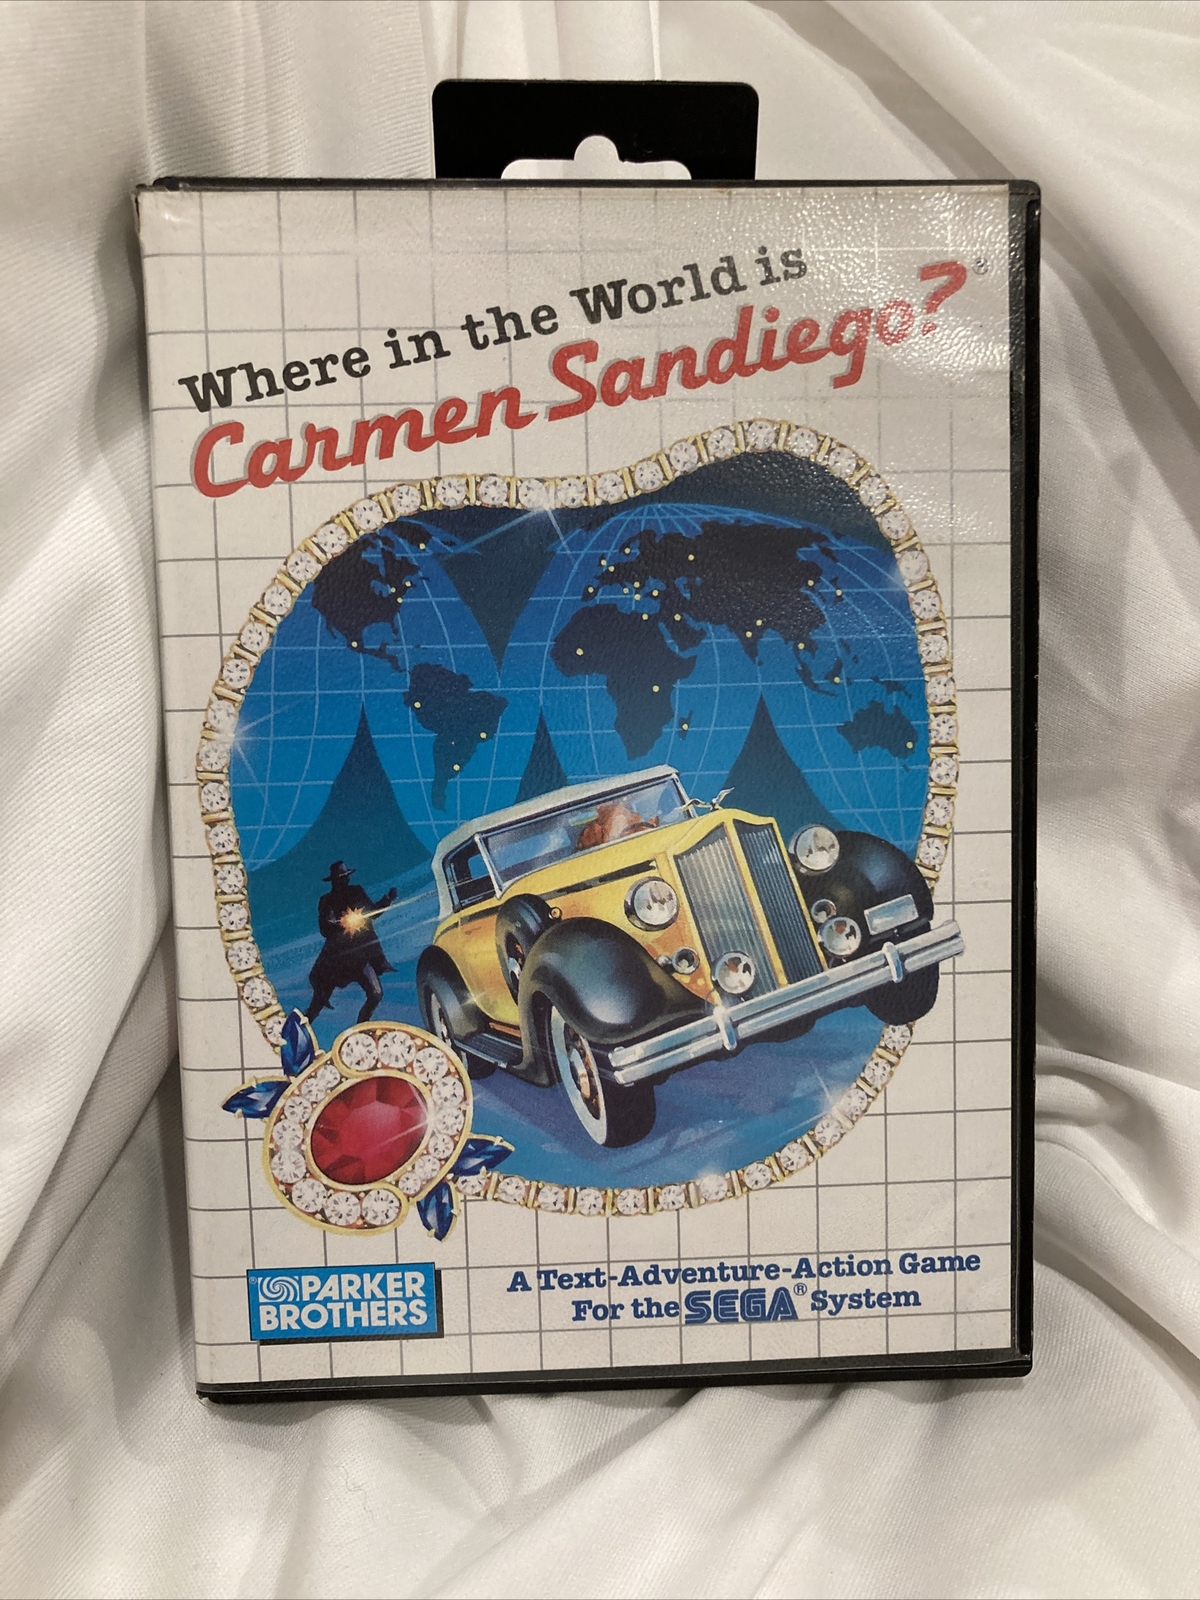 Where in the World is
Carmen Sandiego?®
®PARKER
BROTHERS
A Text-Adventure-Action Game
For the SEGA® System